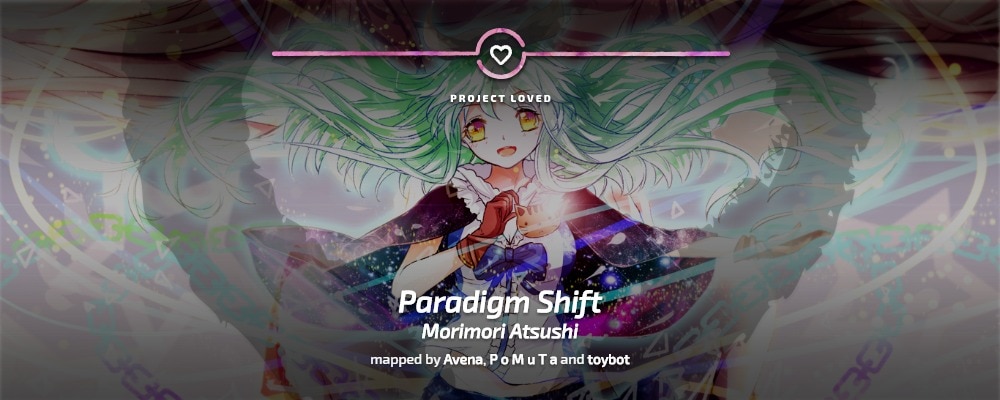 PROJECT LOVED
Paradigm Shift
Morimori Atsushi
mapped by Avena, P o M u T a and toybot